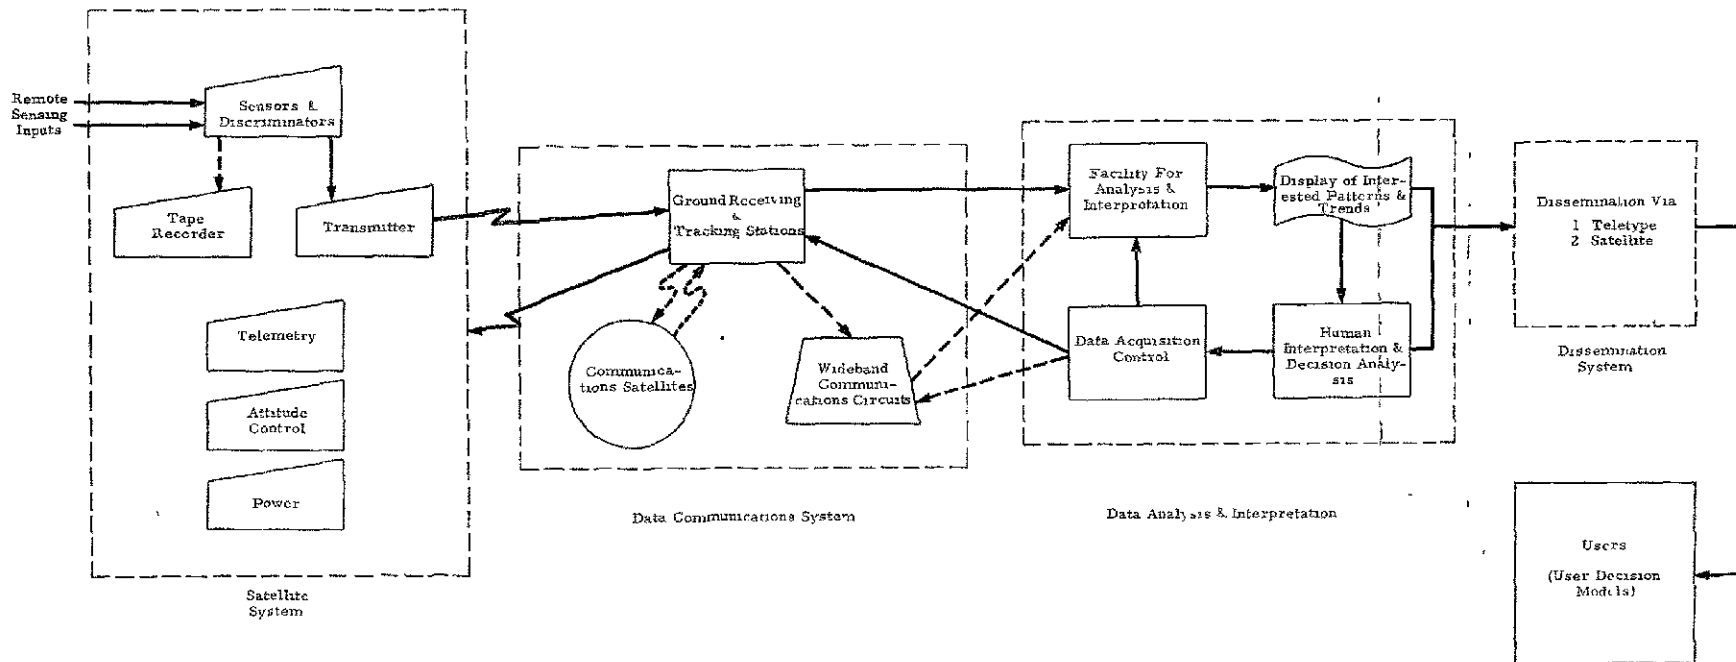 Remote
Sensing
Inputs
Sensors &
Discriminators
Tape
Recorder
Transmitter
Telemetry
Attitude
Control
Power
Satellite
System
Ground Receiving
&
Tracking Stations
Communica-
tions Satellites
Wideband
Communi-
cations Circuits
Data Communications System
Facility For
Analysis &
Interpretation
Display of Inter-
ested Patterns &
Trends
Data Acquisition
Control
Human
Interpretation &
Decision Analy-
sis
Data Analysis & Interpretation
Dissemination Via
1 Teletype
2 Satellite
Dissemination
System
Users
(User Decision
Models)